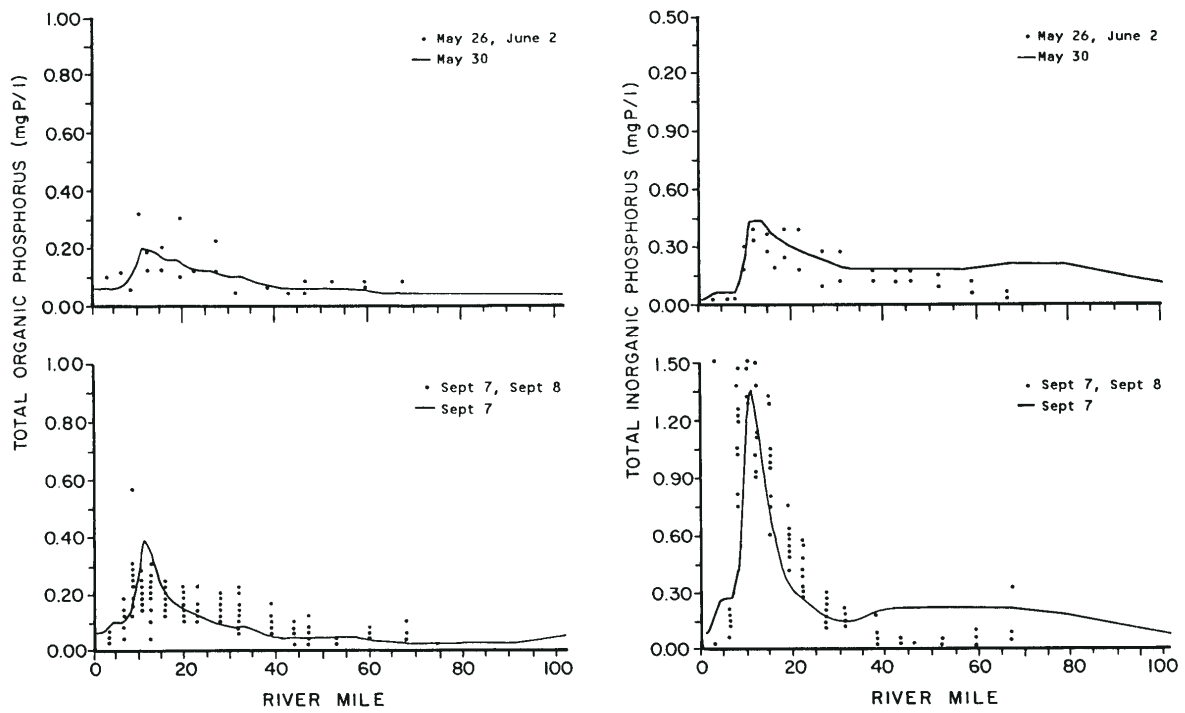 TOTAL ORGANIC PHOSPHORUS (mgP/l)
1.00
0.80
0.60
0.40
0.20
0.00
• May 26, June 2
— May 30
1.00
0.80
0.60
0.40
0.20
0.00
• Sept 7, Sept 8
— Sept 7
0 20 40 60 80 100
RIVER MILE
TOTAL INORGANIC PHOSPHORUS (mgP/l)
0.50
0.20
0.90
0.60
0.30
0.00
• May 26, June 2
— May 30
1.50
1.20
0.90
0.60
0.30
0.00
• Sept 7, Sept 8
— Sept 7
0 20 40 60 80 100
RIVER MILE